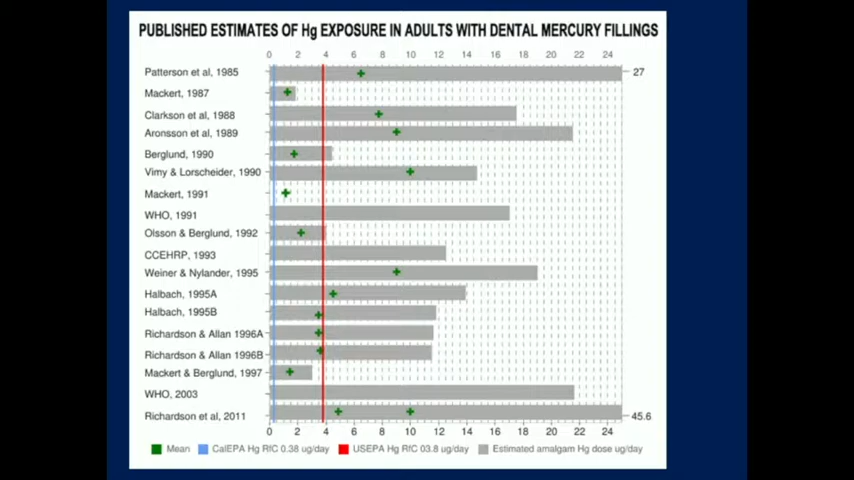 PUBLISHED ESTIMATES OF Hg EXPOSURE IN ADULTS WITH DENTAL MERCURY FILLINGS
0 2 4 6 8 10 12 14 16 18 20 22 24
Patterson et al, 1985 27
Mackert, 1987
Clarkson et al, 1988
Aronsson et al, 1989
Berglund, 1990
Vimy & Lorscheider, 1990
Mackert, 1991
WHO, 1991
Olsson & Berglund, 1992
CCEHRP, 1993
Weiner & Nylander, 1995
Halbach, 1995A
Halbach, 1995B
Richardson & Allan 1996A
Richardson & Allan 1996B
Mackert & Berglund, 1997
WHO, 2003
Richardson et al, 2011 45.6
0 2 4 6 8 10 12 14 16 18 20 22 24
Mean CalEPA Hg RfC 0.38 ug/day USEPA Hg RfC 03.8 ug/day Estimated amalgam Hg dose ug/day